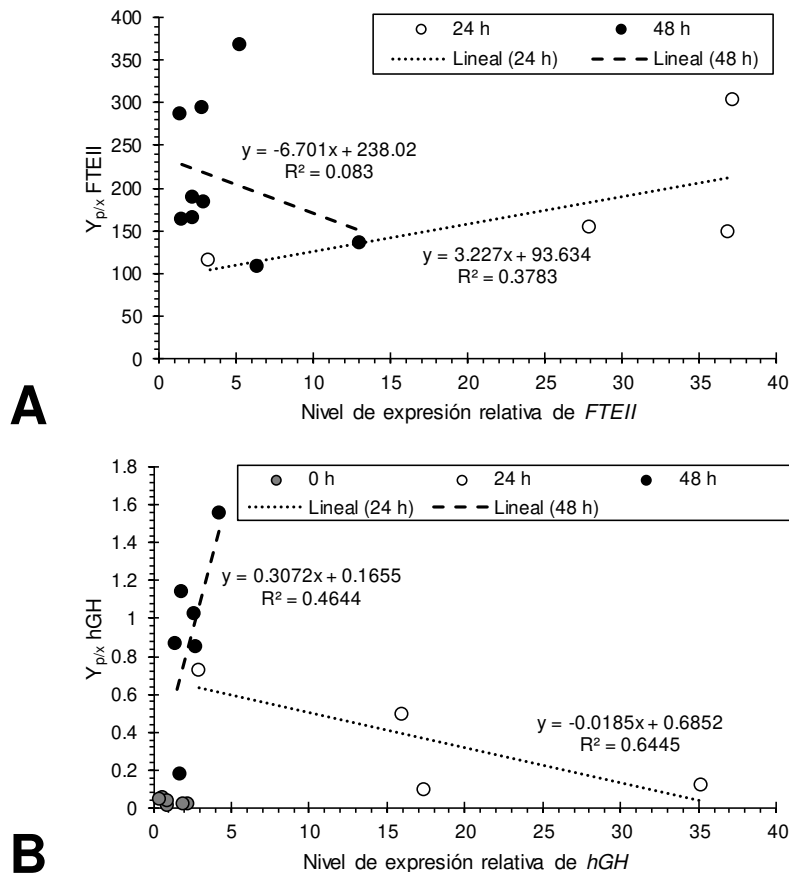 400
350
300
250
200
150
100
50
0
Y p/x FTEII
24 h 48 h
Lineal (24 h) Lineal (48 h)
y = -6.701x + 238.02
R² = 0.083
y = 3.227x + 93.634
R² = 0.3783
0 5 10 15 20 25 30 35 40
Nivel de expresión relativa de FTEII
A
1.8
1.6
1.4
1.2
1
0.8
0.6
0.4
0.2
0
Y p/x hGH
0 h 24 h 48 h
Lineal (24 h) Lineal (48 h)
y = 0.3072x + 0.1655
R² = 0.4644
y = -0.0185x + 0.6852
R² = 0.6445
0 5 10 15 20 25 30 35 40
Nivel de expresión relativa de hGH
B